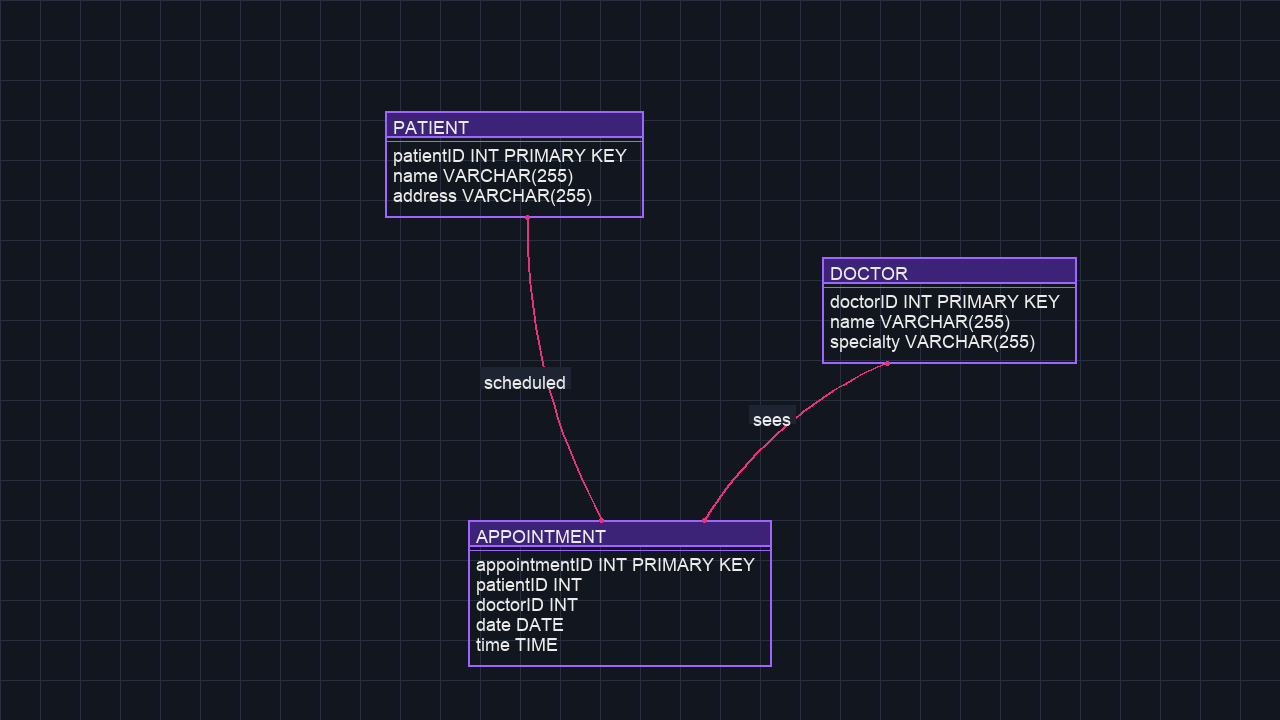 PATIENT
patientID INT PRIMARY KEY
name VARCHAR(255)
address VARCHAR(255)
DOCTOR
doctorID INT PRIMARY KEY
name VARCHAR(255)
specialty VARCHAR(255)
scheduled
sees
APPOINTMENT
appointmentID INT PRIMARY KEY
patientID INT
doctorID INT
date DATE
time TIME